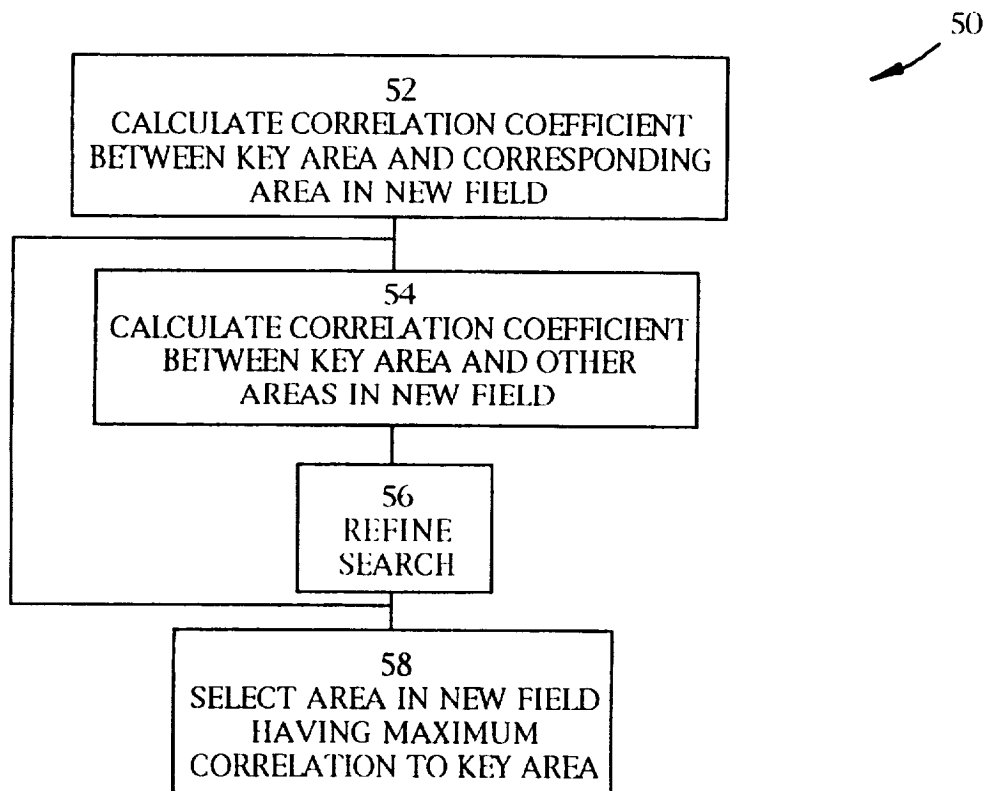 50
52
CALCULATE CORRELATION COEFFICIENT
BETWEEN KEY AREA AND CORRESPONDING
AREA IN NEW FIELD
54
CALCULATE CORRELATION COEFFICIENT
BETWEEN KEY AREA AND OTHER
AREAS IN NEW FIELD
56
REFINE
SEARCH
58
SELECT AREA IN NEW FIELD
HAVING MAXIMUM
CORRELATION TO KEY AREA